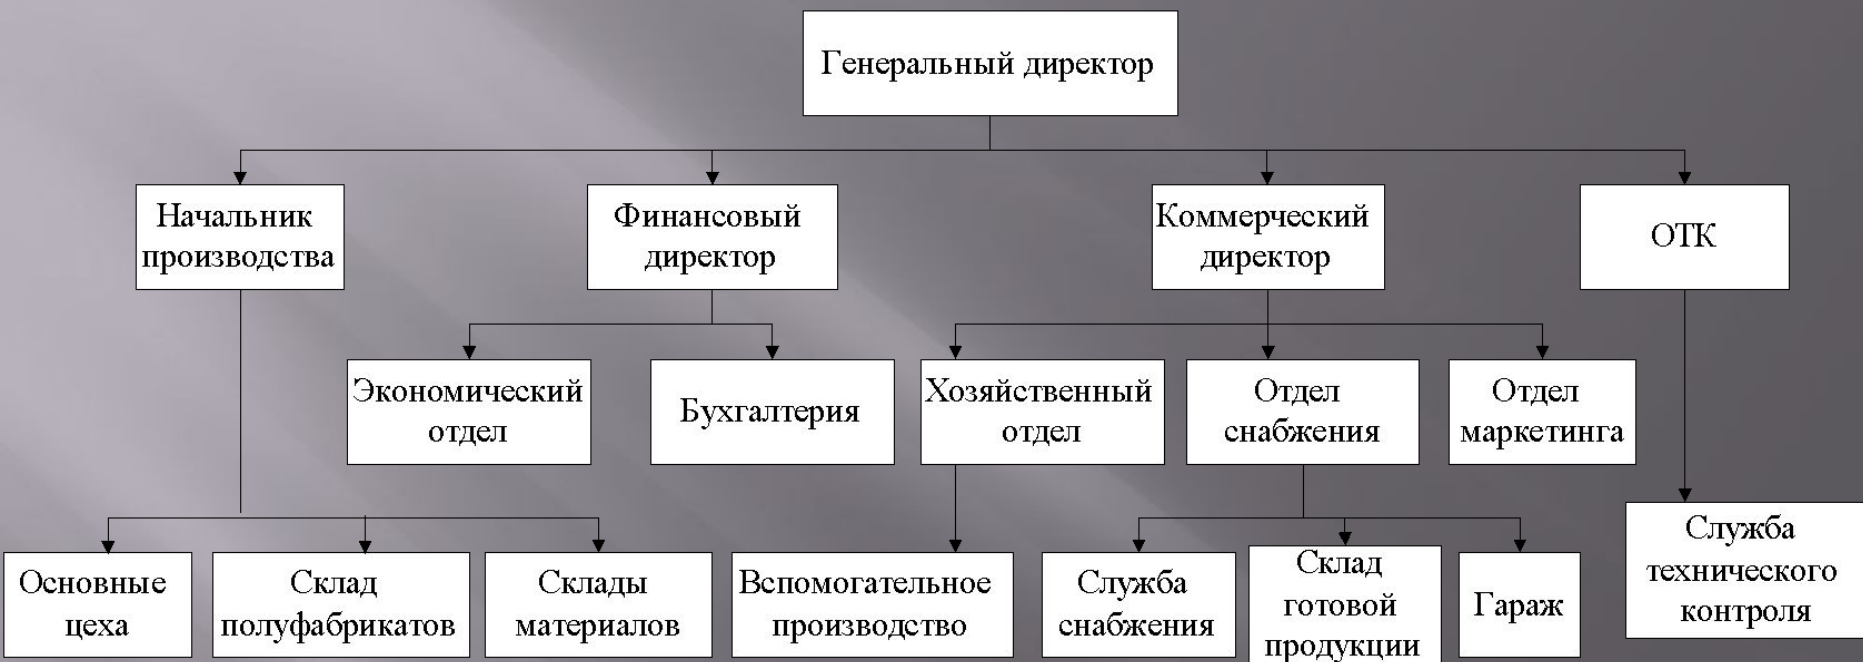 Генеральный директор
Начальник
производства
Финансовый
директор
Коммерческий
директор
ОТК
Экономический
отдел
Бухгалтерия
Хозяйственный
отдел
Отдел
снабжения
Отдел
маркетинга
Основные
цеха
Склад
полуфабрикатов
Склады
материалов
Вспомогательное
производство
Служба
снабжения
Склад
готовой
продукции
Гараж
Служба
технического
контроля